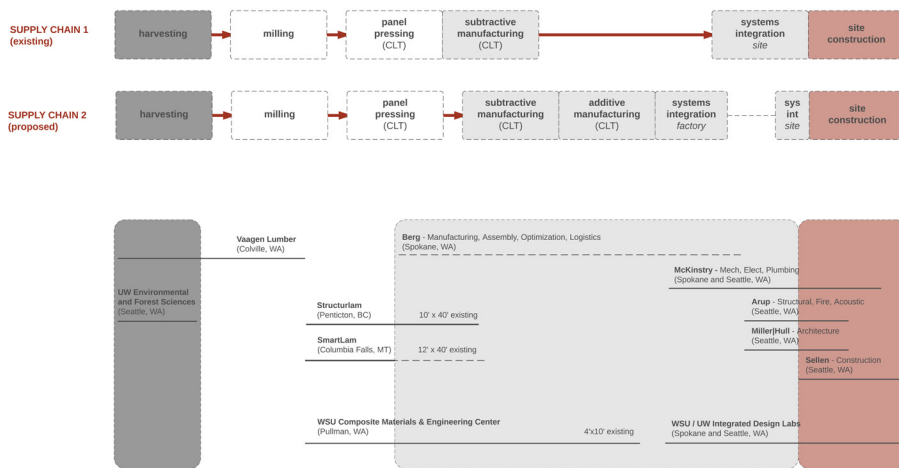 SUPPLY CHAIN 1
(existing)
harvesting
milling
panel
pressing
(CLT)
subtractive
manufacturing
(CLT)
systems
integration
site
site
construction
SUPPLY CHAIN 2
(proposed)
harvesting
milling
panel
pressing
(CLT)
subtractive
manufacturing
(CLT)
additive
manufacturing
(CLT)
systems
integration
factory
sys
int
site
site
construction
Vaagen Lumber
(Colville, WA)
Berg - Manufacturing, Assembly, Optimization, Logistics
(Spokane, WA)
McKinstry - Mech, Elect, Plumbing
(Spokane and Seattle, WA)
UW Environmental
and Forest Sciences
(Seattle, WA)
Structurlam
(Penticton, BC)
10' x 40' existing
Arup - Structural, Fire, Acoustic
(Seattle, WA)
SmartLam
(Columbia Falls, MT)
12' x 40' existing
Miller|Hull - Architecture
(Seattle, WA)
Sellen - Construction
(Seattle, WA)
WSU Composite Materials & Engineering Center
(Pullman, WA)
4'x10' existing
WSU / UW Integrated Design Labs
(Spokane and Seattle, WA)